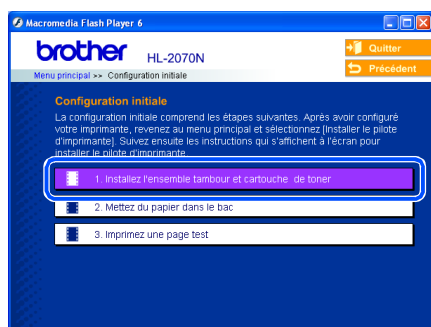 Macromedia Flash Player 6
brother HL-2070N
Quitter
Menu principal >> Configuration initiale
Précédent
Configuration initiale
La configuration initiale comprend les étapes suivantes. Après avoir configuré
votre imprimante, revenez au menu principal et sélectionnez [Installer le pilote
d'imprimante]. Suivez ensuite les instructions qui s'affichent à l'écran pour
installer le pilote d'imprimante.
1. Installez l'ensemble tambour et cartouche de toner
2. Mettez du papier dans le bac
3. Imprimez une page test